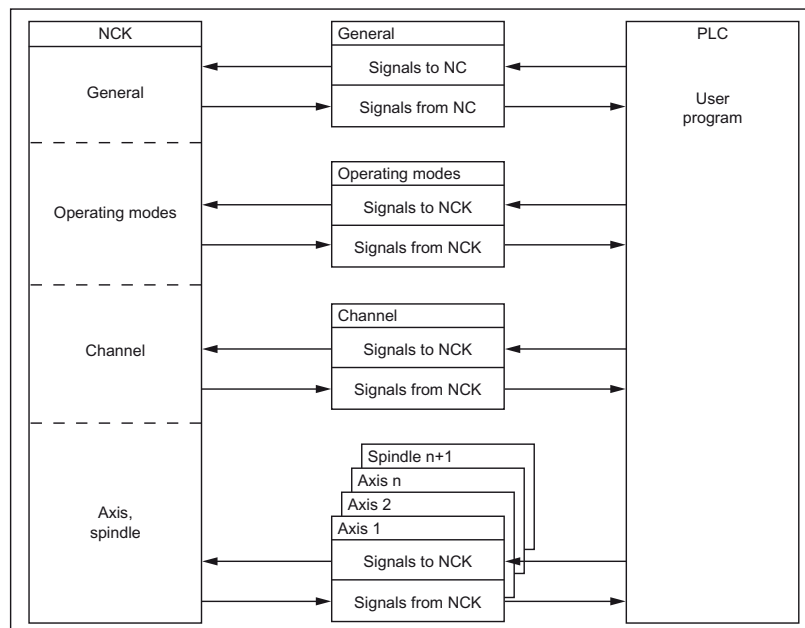 NCK
General
Operating modes
Channel
Axis,
spindle
General
Signals to NC
Signals from NC
Operating modes
Signals to NCK
Signals from NCK
Channel
Signals to NCK
Signals from NCK
Spindle n+1
Axis n
Axis 2
Axis 1
Signals to NCK
Signals from NCK
PLC
User
program